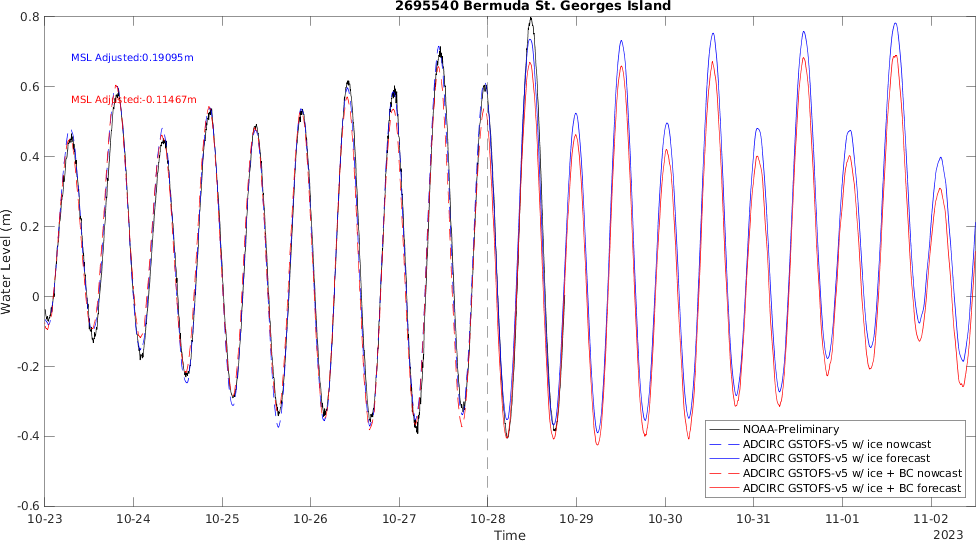 2695540 Bermuda St. Georges Island
MSL Adjusted:0.19095m
MSL Adjusted:-0.11467m
Water Level (m)
0.8
0.6
0.4
0.2
0
-0.2
-0.4
-0.6
NOAA-Preliminary
ADCIRC GSTOFS-v5 w/ ice nowcast
ADCIRC GSTOFS-v5 w/ ice forecast
ADCIRC GSTOFS-v5 w/ ice + BC nowcast
ADCIRC GSTOFS-v5 w/ ice + BC forecast
10-23 10-24 10-25 10-26 10-27 10-28 10-29 10-30 10-31 11-01 11-02
Time
2023